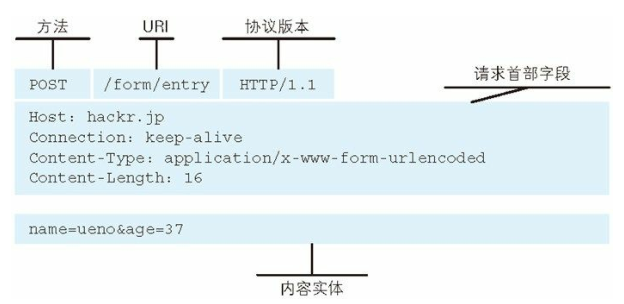 方法 URI 协议版本
请求首部字段
POST /form/entry HTTP/1.1
Host: hackr.jp
Connection: keep-alive
Content-Type: application/x-www-form-urlencoded
Content-Length: 16
name=ueno&age=37
内容实体